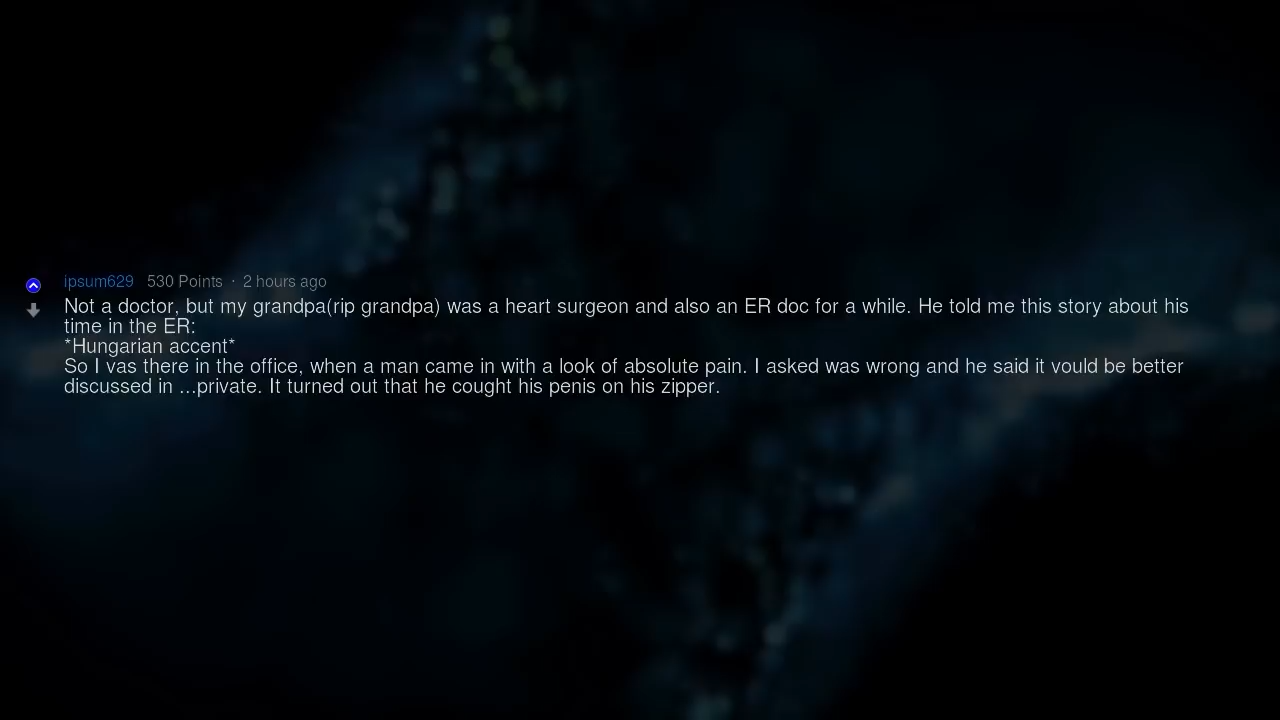 ipsum629 530 Points · 2 hours ago
Not a doctor, but my grandpa(rip grandpa) was a heart surgeon and also an ER doc for a while. He told me this story about his
time in the ER:
*Hungarian accent*
So I vas there in the office, when a man came in with a look of absolute pain. I asked was wrong and he said it vould be better
discussed in ...private. It turned out that he cought his penis on his zipper.